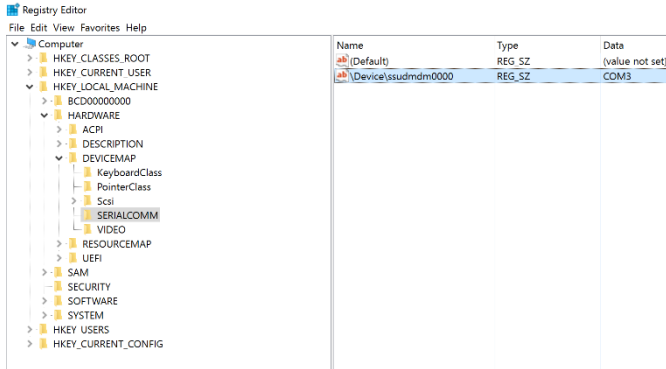 Registry Editor
File Edit View Favorites Help
Computer
HKEY_CLASSES_ROOT
HKEY_CURRENT_USER
HKEY_LOCAL_MACHINE
BCD00000000
HARDWARE
ACPI
DESCRIPTION
DEVICEMAP
KeyboardClass
PointerClass
Scsi
SERIALCOMM
VIDEO
RESOURCEMAP
UEFI
SAM
SECURITY
SOFTWARE
SYSTEM
HKEY_USERS
HKEY_CURRENT_CONFIG
Name Type Data
ab (Default) REG_SZ (value not set)
ab \Device\ssudmdm0000 REG_SZ COM3